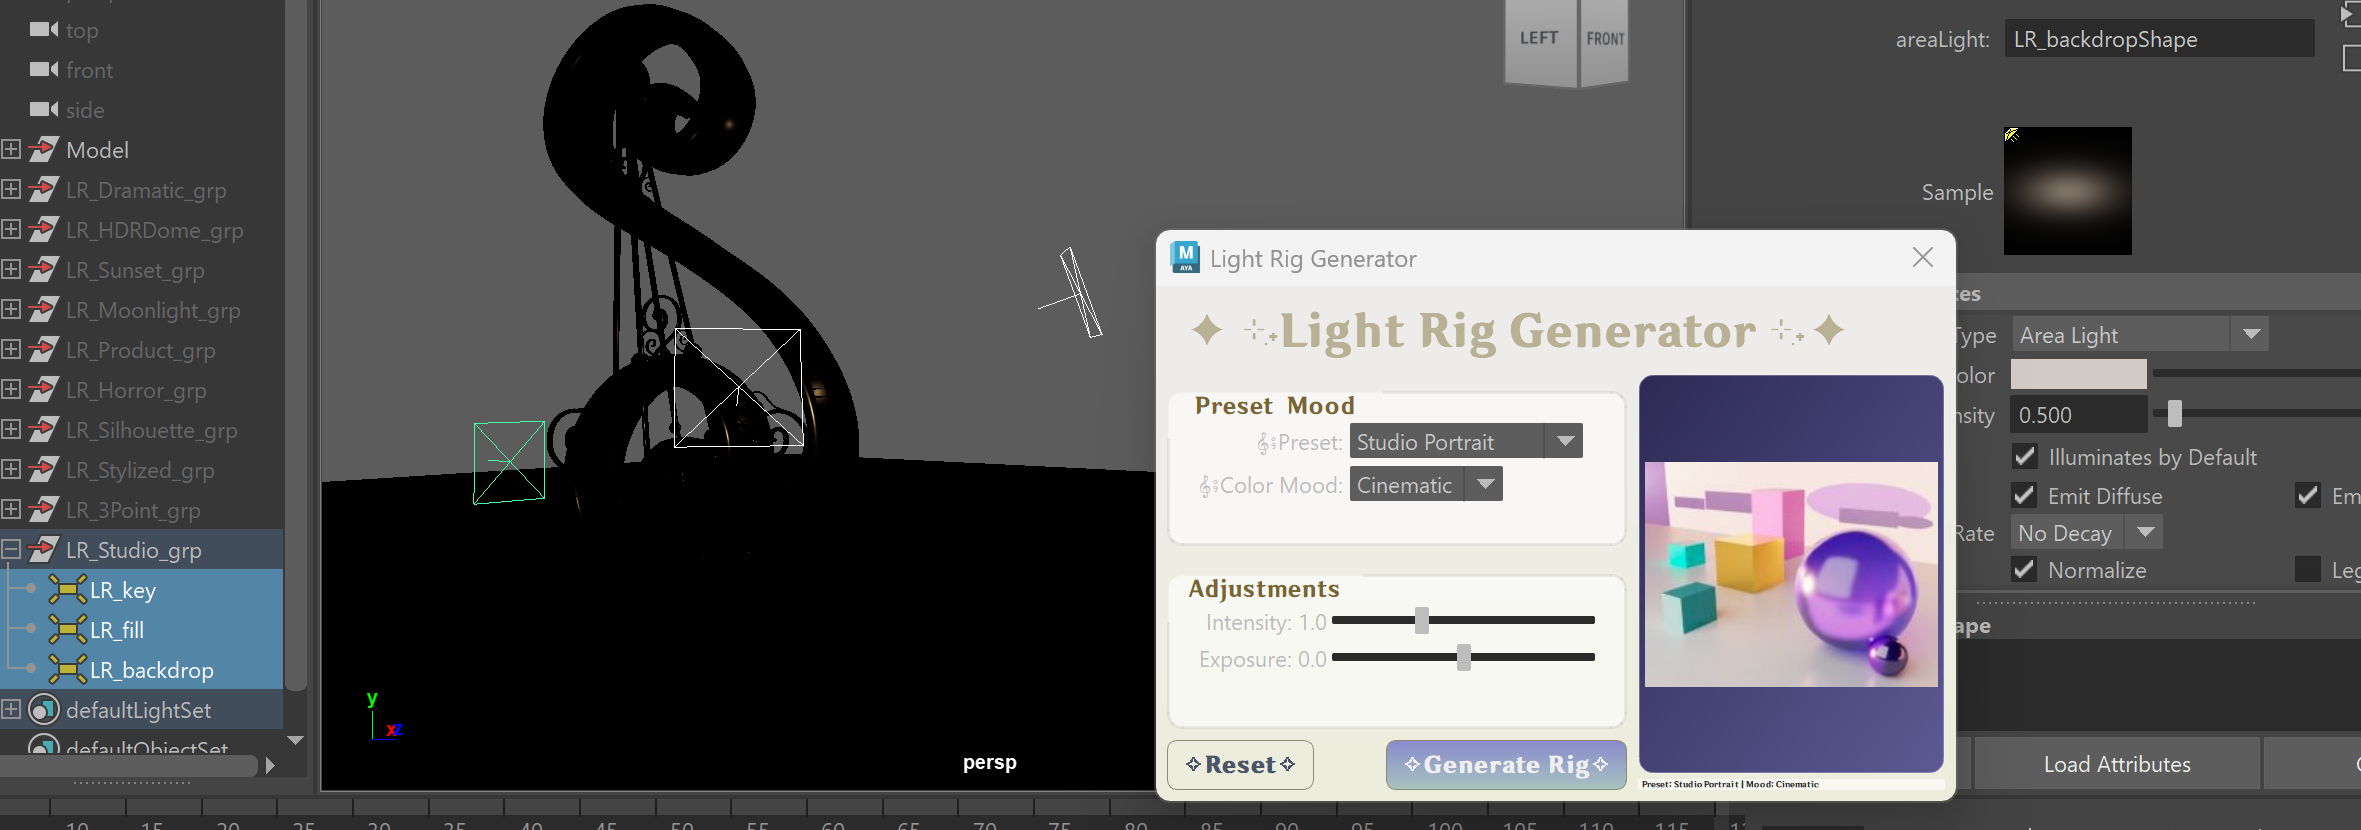 top
front
side
Model
LR_Dramatic_grp
LR_HDRDome_grp
LR_Sunset_grp
LR_Moonlight_grp
LR_Product_grp
LR_Horror_grp
LR_Silhouette_grp
LR_Stylized_grp
LR_3Point_grp
LR_Studio_grp
LR_key
LR_fill
LR_backdrop
defaultLightSet
defaultObjectSet
LEFT
FRONT
y
x
z
persp
areaLight: LR_backdropShape
Sample
M
AYA
Light Rig Generator
Light Rig Generator
Preset Mood
Preset: Studio Portrait
Color Mood: Cinematic
Adjustments
Intensity: 1.0
Exposure: 0.0
Reset
Generate Rig
Preset: Studio Portrait | Mood: Cinematic
Type Area Light
olor
nsity 0.500
Illuminates by Default
Emit Diffuse
Em
Rate No Decay
Normalize
Leg
ape
Load Attributes
10 15 20 25 30 35 40 45 50 55 60 65 70 75 80 85 90 95 100 105 110 115